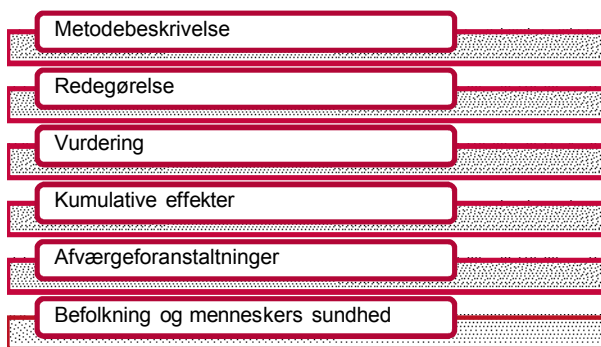 Metodebeskrivelse
Redegørelse
Vurdering
Kumulative effekter
Afværgeforanstaltninger
Befolkning og menneskers sundhed